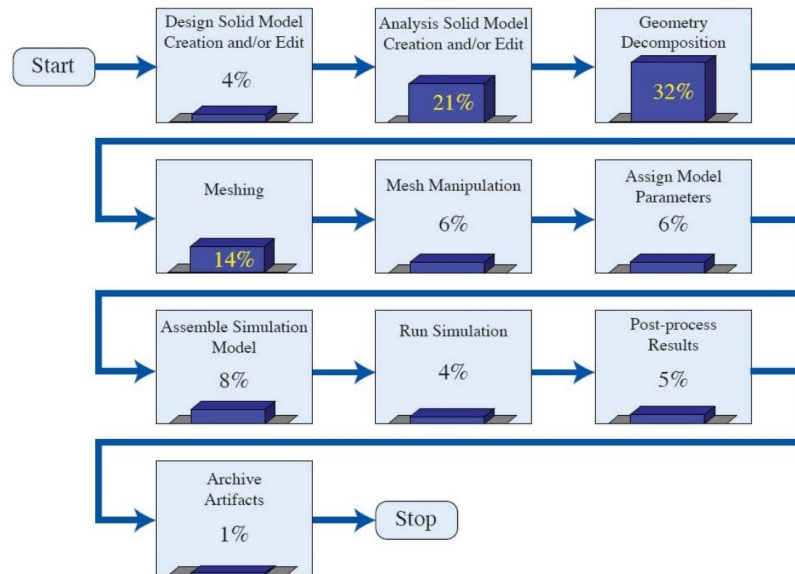 Start
Design Solid Model
Creation and/or Edit
4%
Analysis Solid Model
Creation and/or Edit
21%
Geometry
Decomposition
32%
Meshing
14%
Mesh Manipulation
6%
Assign Model
Parameters
6%
Assemble Simulation
Model
8%
Run Simulation
4%
Post-process
Results
5%
Archive
Artifacts
1%
Stop